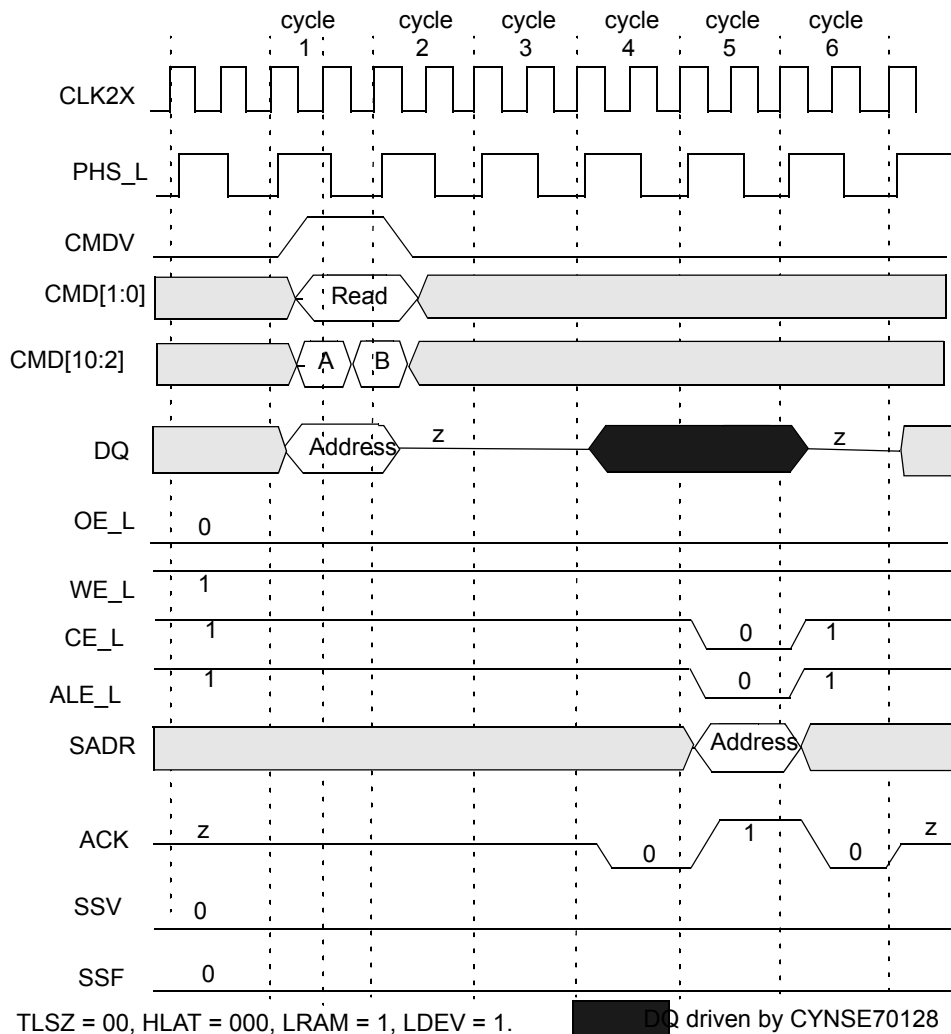 cycle 1 cycle 2 cycle 3 cycle 4 cycle 5 cycle 6
CLK2X
PHS_L
CMDV
CMD[1:0] Read
CMD[10:2] A B
DQ Address z z
OE_L 0
WE_L 1
CE_L 1 0 1
ALE_L 1 0 1
SADR Address
ACK z 0 1 0 z
SSV 0
SSF 0
TLSZ = 00, HLAT = 000, LRAM = 1, LDEV = 1. DQ driven by CYNSE70128